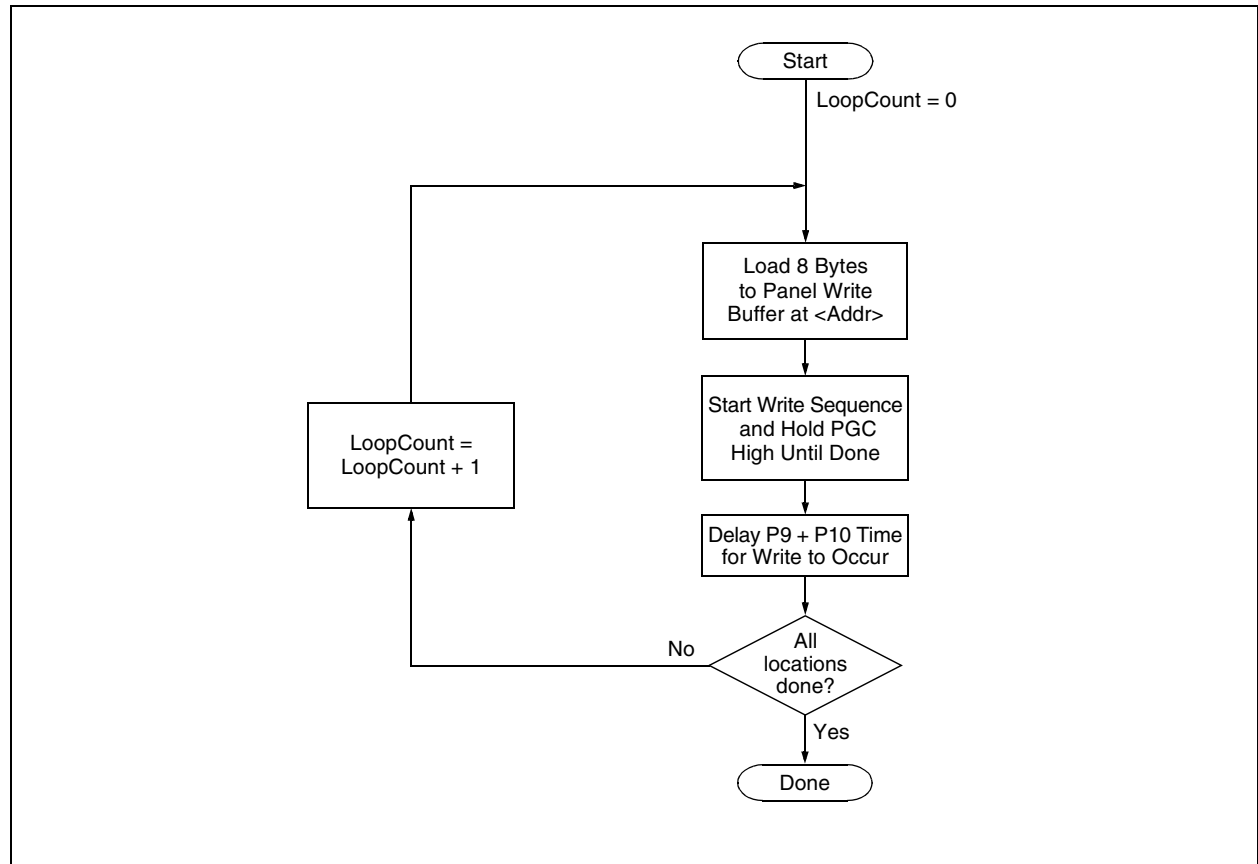 Start
LoopCount = 0
Load 8 Bytes
to Panel Write
Buffer at <Addr>
Start Write Sequence
and Hold PGC
High Until Done
LoopCount =
LoopCount + 1
Delay P9 + P10 Time
for Write to Occur
No
All
locations
done?
Yes
Done